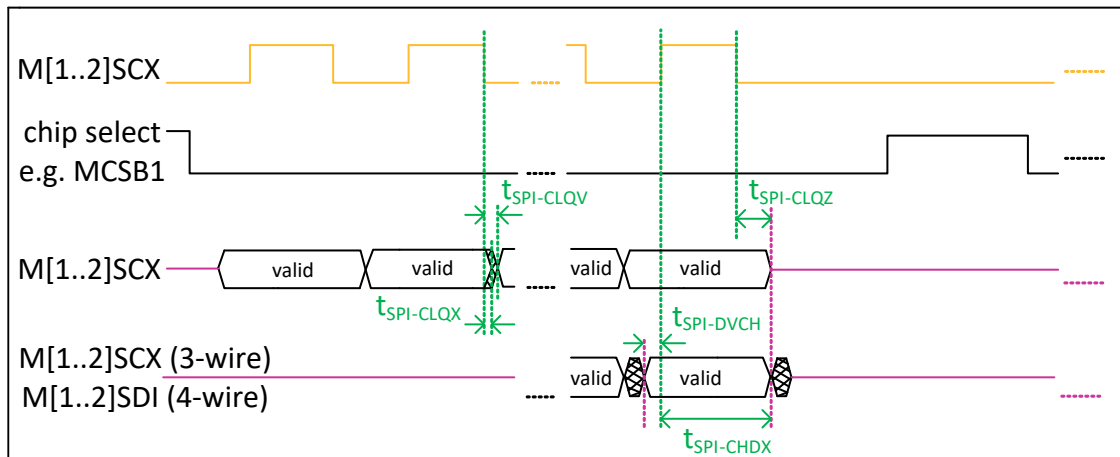 M[1..2]SCX
chip select
e.g. MCSB1
tSPI-CLQV
tSPI-CLQZ
M[1..2]SCX
valid
valid
valid
valid
tSPI-CLQX
tSPI-DVCH
M[1..2]SCX (3-wire)
M[1..2]SDI (4-wire)
valid
valid
tSPI-CHDX